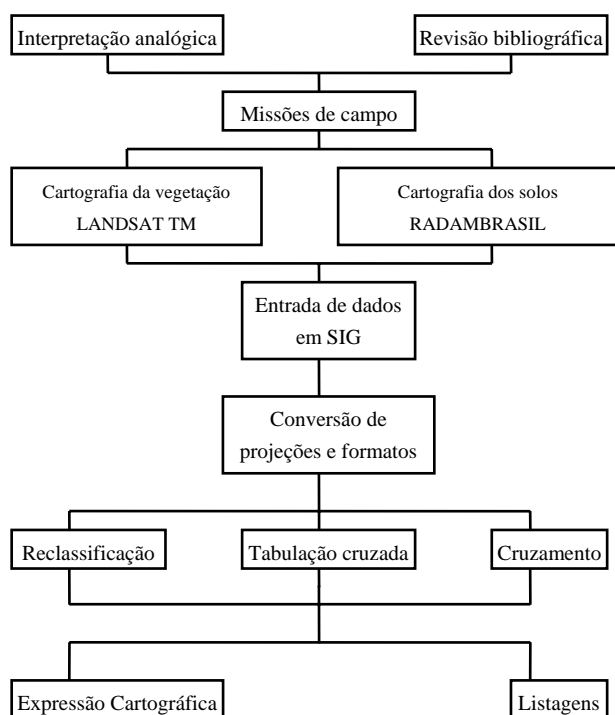 Interpretação analógica
Revisão bibliográfica
Missões de campo
Cartografia da vegetação
LANDSAT TM
Cartografia dos solos
RADAMBRASIL
Entrada de dados
em SIG
Conversão de
projeções e formatos
Reclassificação
Tabulação cruzada
Cruzamento
Expressão Cartográfica
Listagens